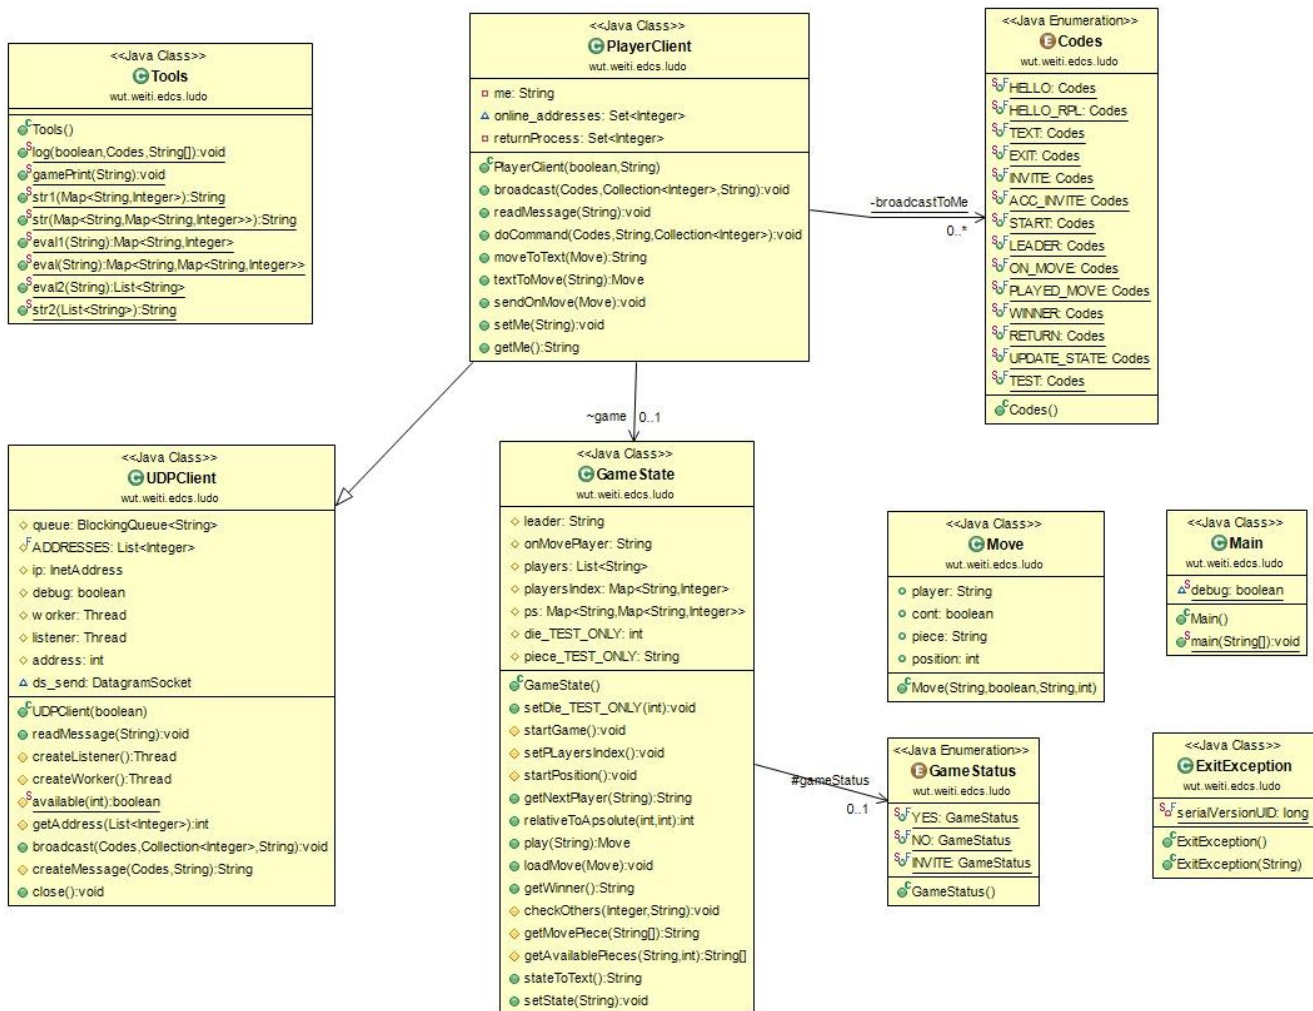 <<Java Class>>
Tools
wut.weiti.edcs.ludo
Tools()
log(boolean,Codes,String[]):void
gamePrint(String):void
str1(Map<String,Integer>):String
str(Map<String,Map<String,Integer>>):String
eval1(String):Map<String,Integer>
eval(String):Map<String,Map<String,Integer>>
eval2(String):List<String>
str2(List<String>):String
<<Java Class>>
PlayerClient
wut.weiti.edcs.ludo
me: String
online_addresses: Set<Integer>
returnProcess: Set<Integer>
PlayerClient(boolean,String)
broadcast(Codes,Collection<Integer>,String):void
readMessage(String):void
doCommand(Codes,String,Collection<Integer>):void
moveToText(Move):String
textToMove(String):Move
sendOnMove(Move):void
setMe(String):void
getMe():String
-broadcastToMe
0..*
<<Java Enumeration>>
Codes
wut.weiti.edcs.ludo
HELLO: Codes
HELLO_RPL: Codes
TEXT: Codes
EXIT: Codes
INVITE: Codes
ACC_INVITE: Codes
START: Codes
LEADER: Codes
ON_MOVE: Codes
PLAYED_MOVE: Codes
WINNER: Codes
RETURN: Codes
UPDATE_STATE: Codes
TEST: Codes
Codes()
~game 0..1
<<Java Class>>
UDPClient
wut.weiti.edcs.ludo
queue: BlockingQueue<String>
ADDRESSES: List<Integer>
ip: InetAddress
debug: boolean
worker: Thread
listener: Thread
address: int
ds_send: DatagramSocket
UDPClient(boolean)
readMessage(String):void
createListener():Thread
createWorker():Thread
available(int):boolean
getAddress(List<Integer>):int
broadcast(Codes,Collection<Integer>,String):void
createMessage(Codes,String):String
close():void
<<Java Class>>
GameState
wut.weiti.edcs.ludo
leader: String
onMovePlayer: String
players: List<String>
playersIndex: Map<String,Integer>
ps: Map<String,Map<String,Integer>>
die_TEST_ONLY: int
piece_TEST_ONLY: String
GameState()
setDie_TEST_ONLY(int):void
startGame():void
setPLayersIndex():void
startPosition():void
getNextPlayer(String):String
relativeToApsolute(int,int):int
play(String):Move
loadMove(Move):void
getWinner():String
checkOthers(Integer,String):void
getMovePiece(String[]):String
getAvailablePieces(String,int):String[]
stateToText():String
setState(String):void
#gameStatus
0..1
<<Java Class>>
Move
wut.weiti.edcs.ludo
player: String
cont: boolean
piece: String
position: int
Move(String,boolean,String,int)
<<Java Class>>
Main
wut.weiti.edcs.ludo
debug: boolean
Main()
main(String[]):void
<<Java Enumeration>>
GameStatus
wut.weiti.edcs.ludo
YES: GameStatus
NO: GameStatus
INVITE: GameStatus
GameStatus()
<<Java Class>>
ExitException
wut.weiti.edcs.ludo
serialVersionUID: long
ExitException()
ExitException(String)